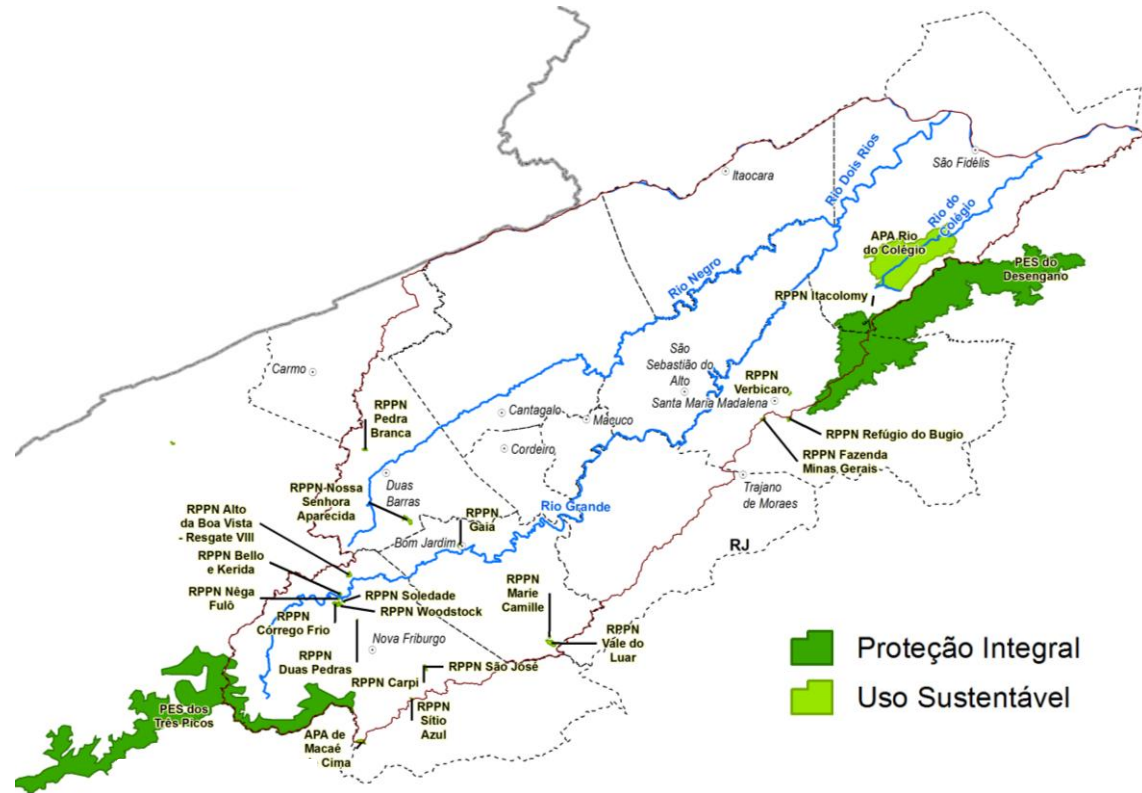 São Fidélis
Itaocara
Rio Dois Rios
Rio do
Colégio
APA Rio
do Colégio
PES do
Desengano
RPPN Itacolomy
Rio Negro
Carmo
São
Sebastião do
Alto
Santa Maria Madalena
RPPN
Verbicaro
Cantagalo
Macuco
Cordeiro
RPPN
Pedra
Branca
RPPN Refúgio do Bugio
RPPN Fazenda
Minas Gerais
Trajano
de Moraes
Duas
Barras
RPPN-Nossa
Senhora
Aparecida
Rio Grande
RPPN
Gaia
Bom Jardim
RJ
RPPN Alto
da Boa Vista
- Resgate VIII
RPPN Bello
e Kerida
RPPN Nêga
Fulô
RPPN Soledade
RPPN Woodstock
RPPN
Córrego Frio
RPPN
Marie
Camille
RPPN
Vale do
Luar
Nova Friburgo
RPPN
Duas Pedras
RPPN São José
RPPN Carpi
RPPN
Sítio
Azul
PES dos
Três Picos
APA de
Macaé
Cima
Proteção Integral
Uso Sustentável